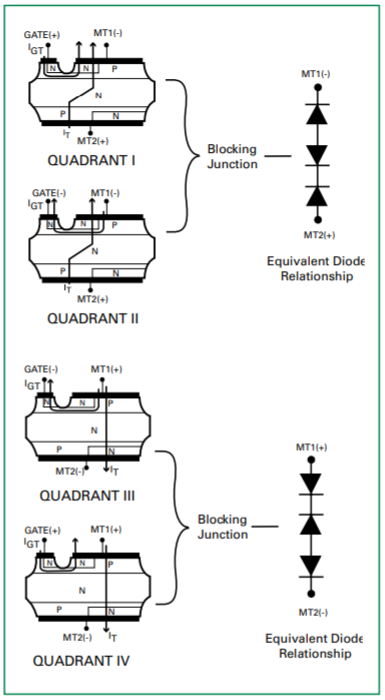 GATE(+) MT1(-)
IGT
N N P
N
P N
IT
MT2(+)
QUADRANT I
GATE(-) MT1(-)
IGT
N N P
N
P N
IT
MT2(+)
QUADRANT II
Blocking
Junction
MT1(-)
MT2(+)
Equivalent Diode
Relationship
GATE(-) MT1(+)
IGT
N N P
N
P N
MT2(-) IT
QUADRANT III
GATE(+) MT1(+)
IGT
N N P
N
P N
MT2(-) IT
QUADRANT IV
Blocking
Junction
MT1(+)
MT2(-)
Equivalent Diode
Relationship